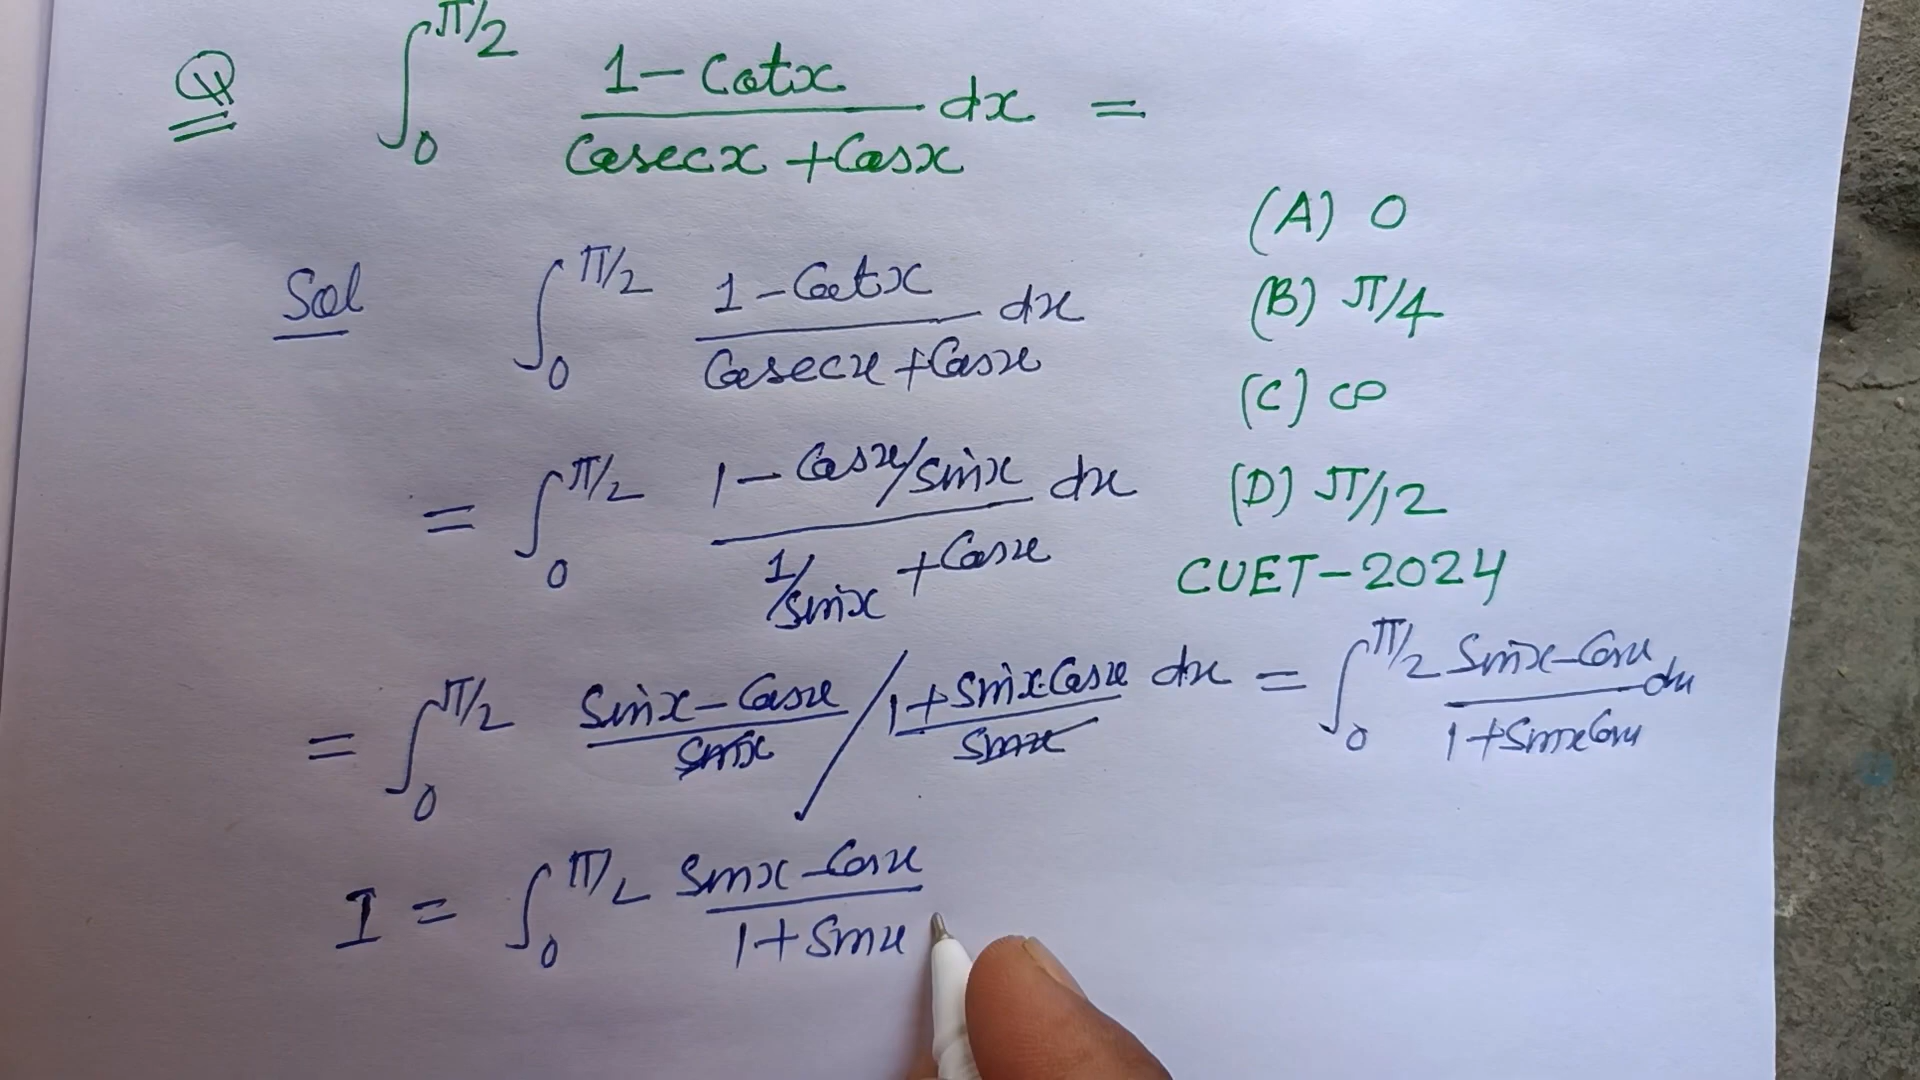 Q ∫₀^π/2 (1 - Cotx)/(Cosecx + Cosx) dx =
(A) 0
(B) π/4
(C) ∞
(D) π/12
CUET-2024
Sol ∫₀^π/2 (1 - Cotx)/(Cosecx + Cosx) dx
= ∫₀^π/2 (1 - Cosx/sinx)/(1/sinx + Cosx) dx
= ∫₀^π/2 (Sinx - Cosx)/sinx / (1 + Sinx.Cosx)/sinx dx = ∫₀^π/2 (Sinx - Cosx)/(1 + SinxCosx) dx
I = ∫₀^π/2 (Sinx - Cosx)/(1 + Sinx